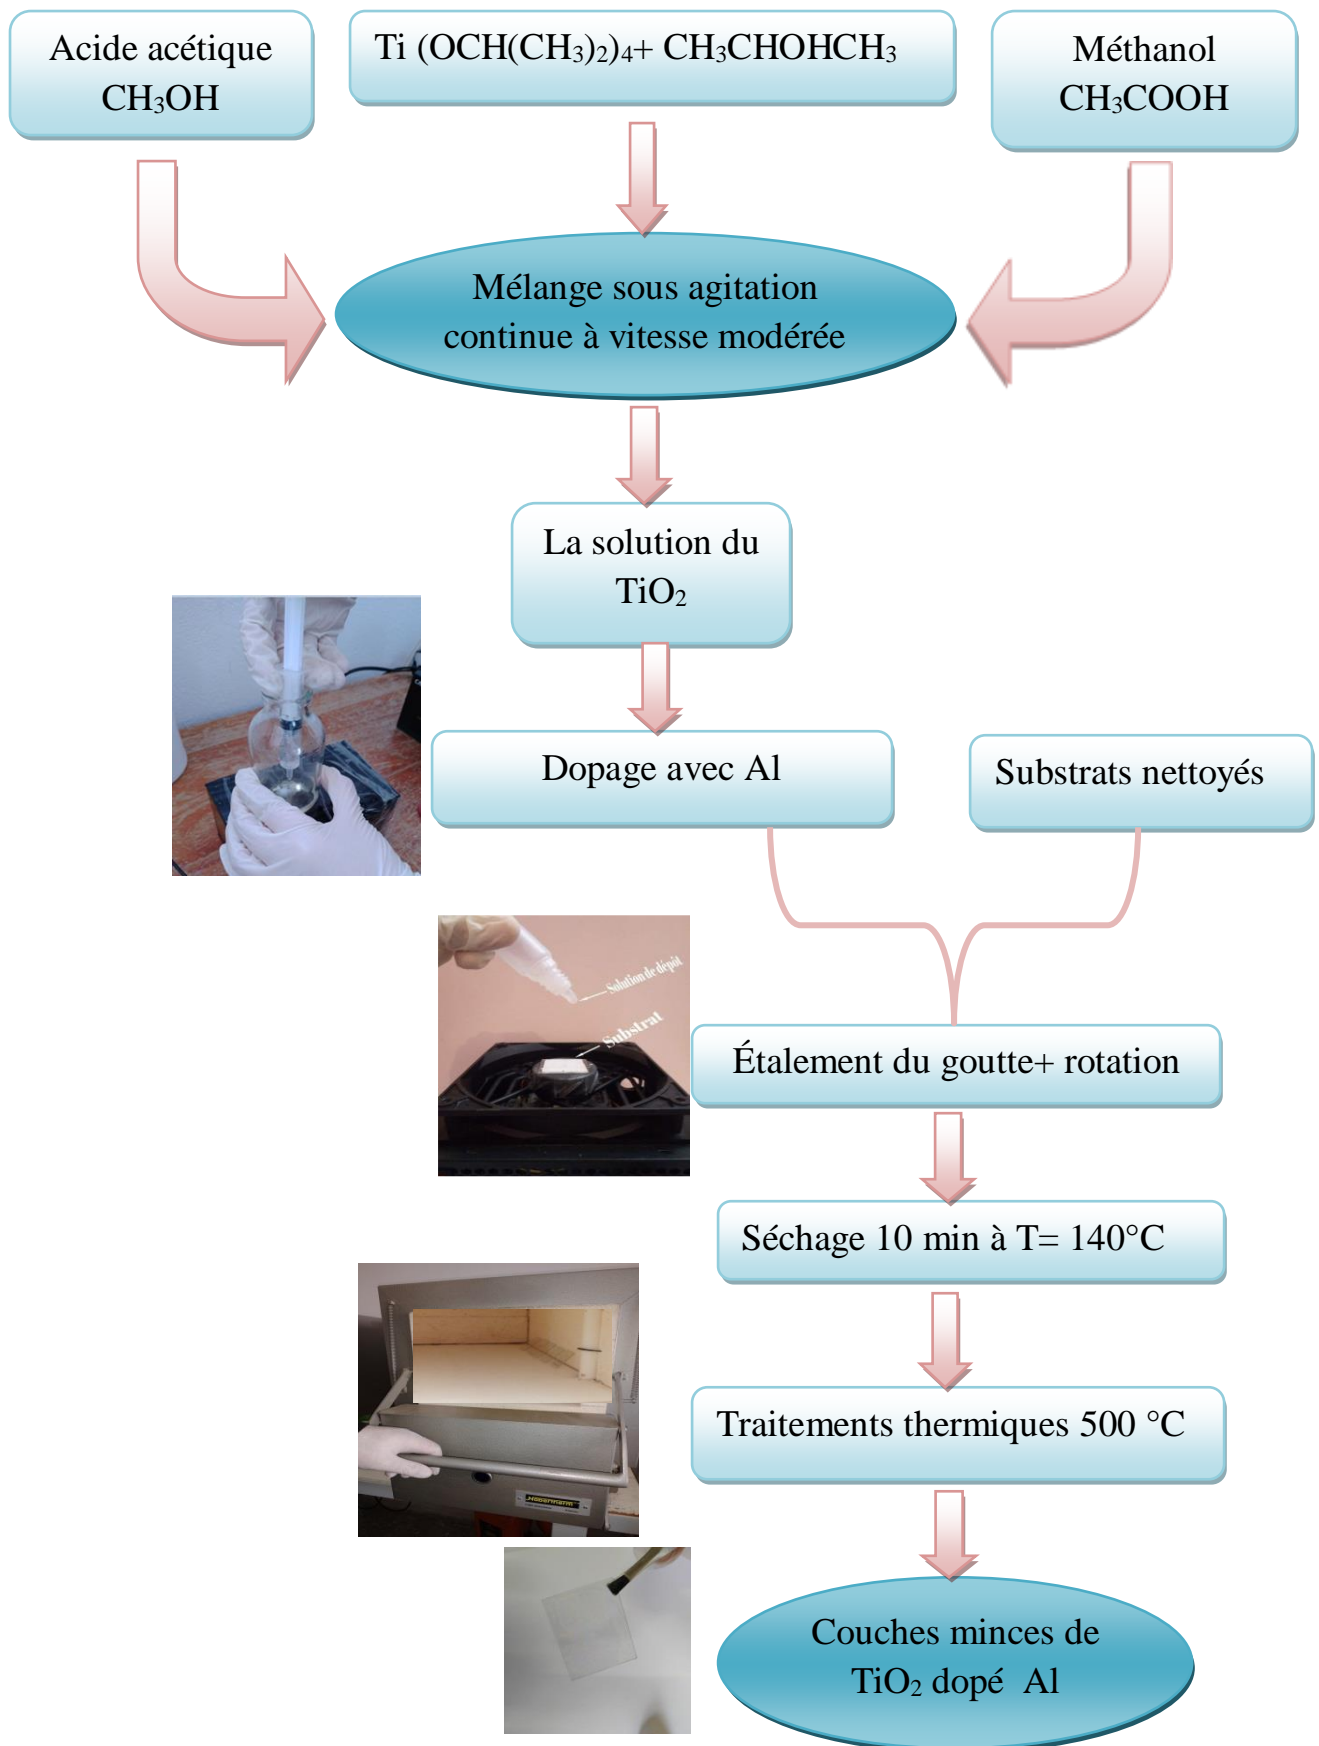 Acide acétique
CH₃OH
Ti (OCH(CH₃)₂)₄+ CH₃CHOHCH₃
Méthanol
CH₃COOH
Mélange sous agitation
continue à vitesse modérée
La solution du
TiO₂
Dopage avec Al
Substrats nettoyés
Solution de dépôt
Substrat
Étalement du goutte+ rotation
Séchage 10 min à T= 140°C
Traitements thermiques 500 °C
Nabertherm
Couches minces de
TiO₂ dopé Al